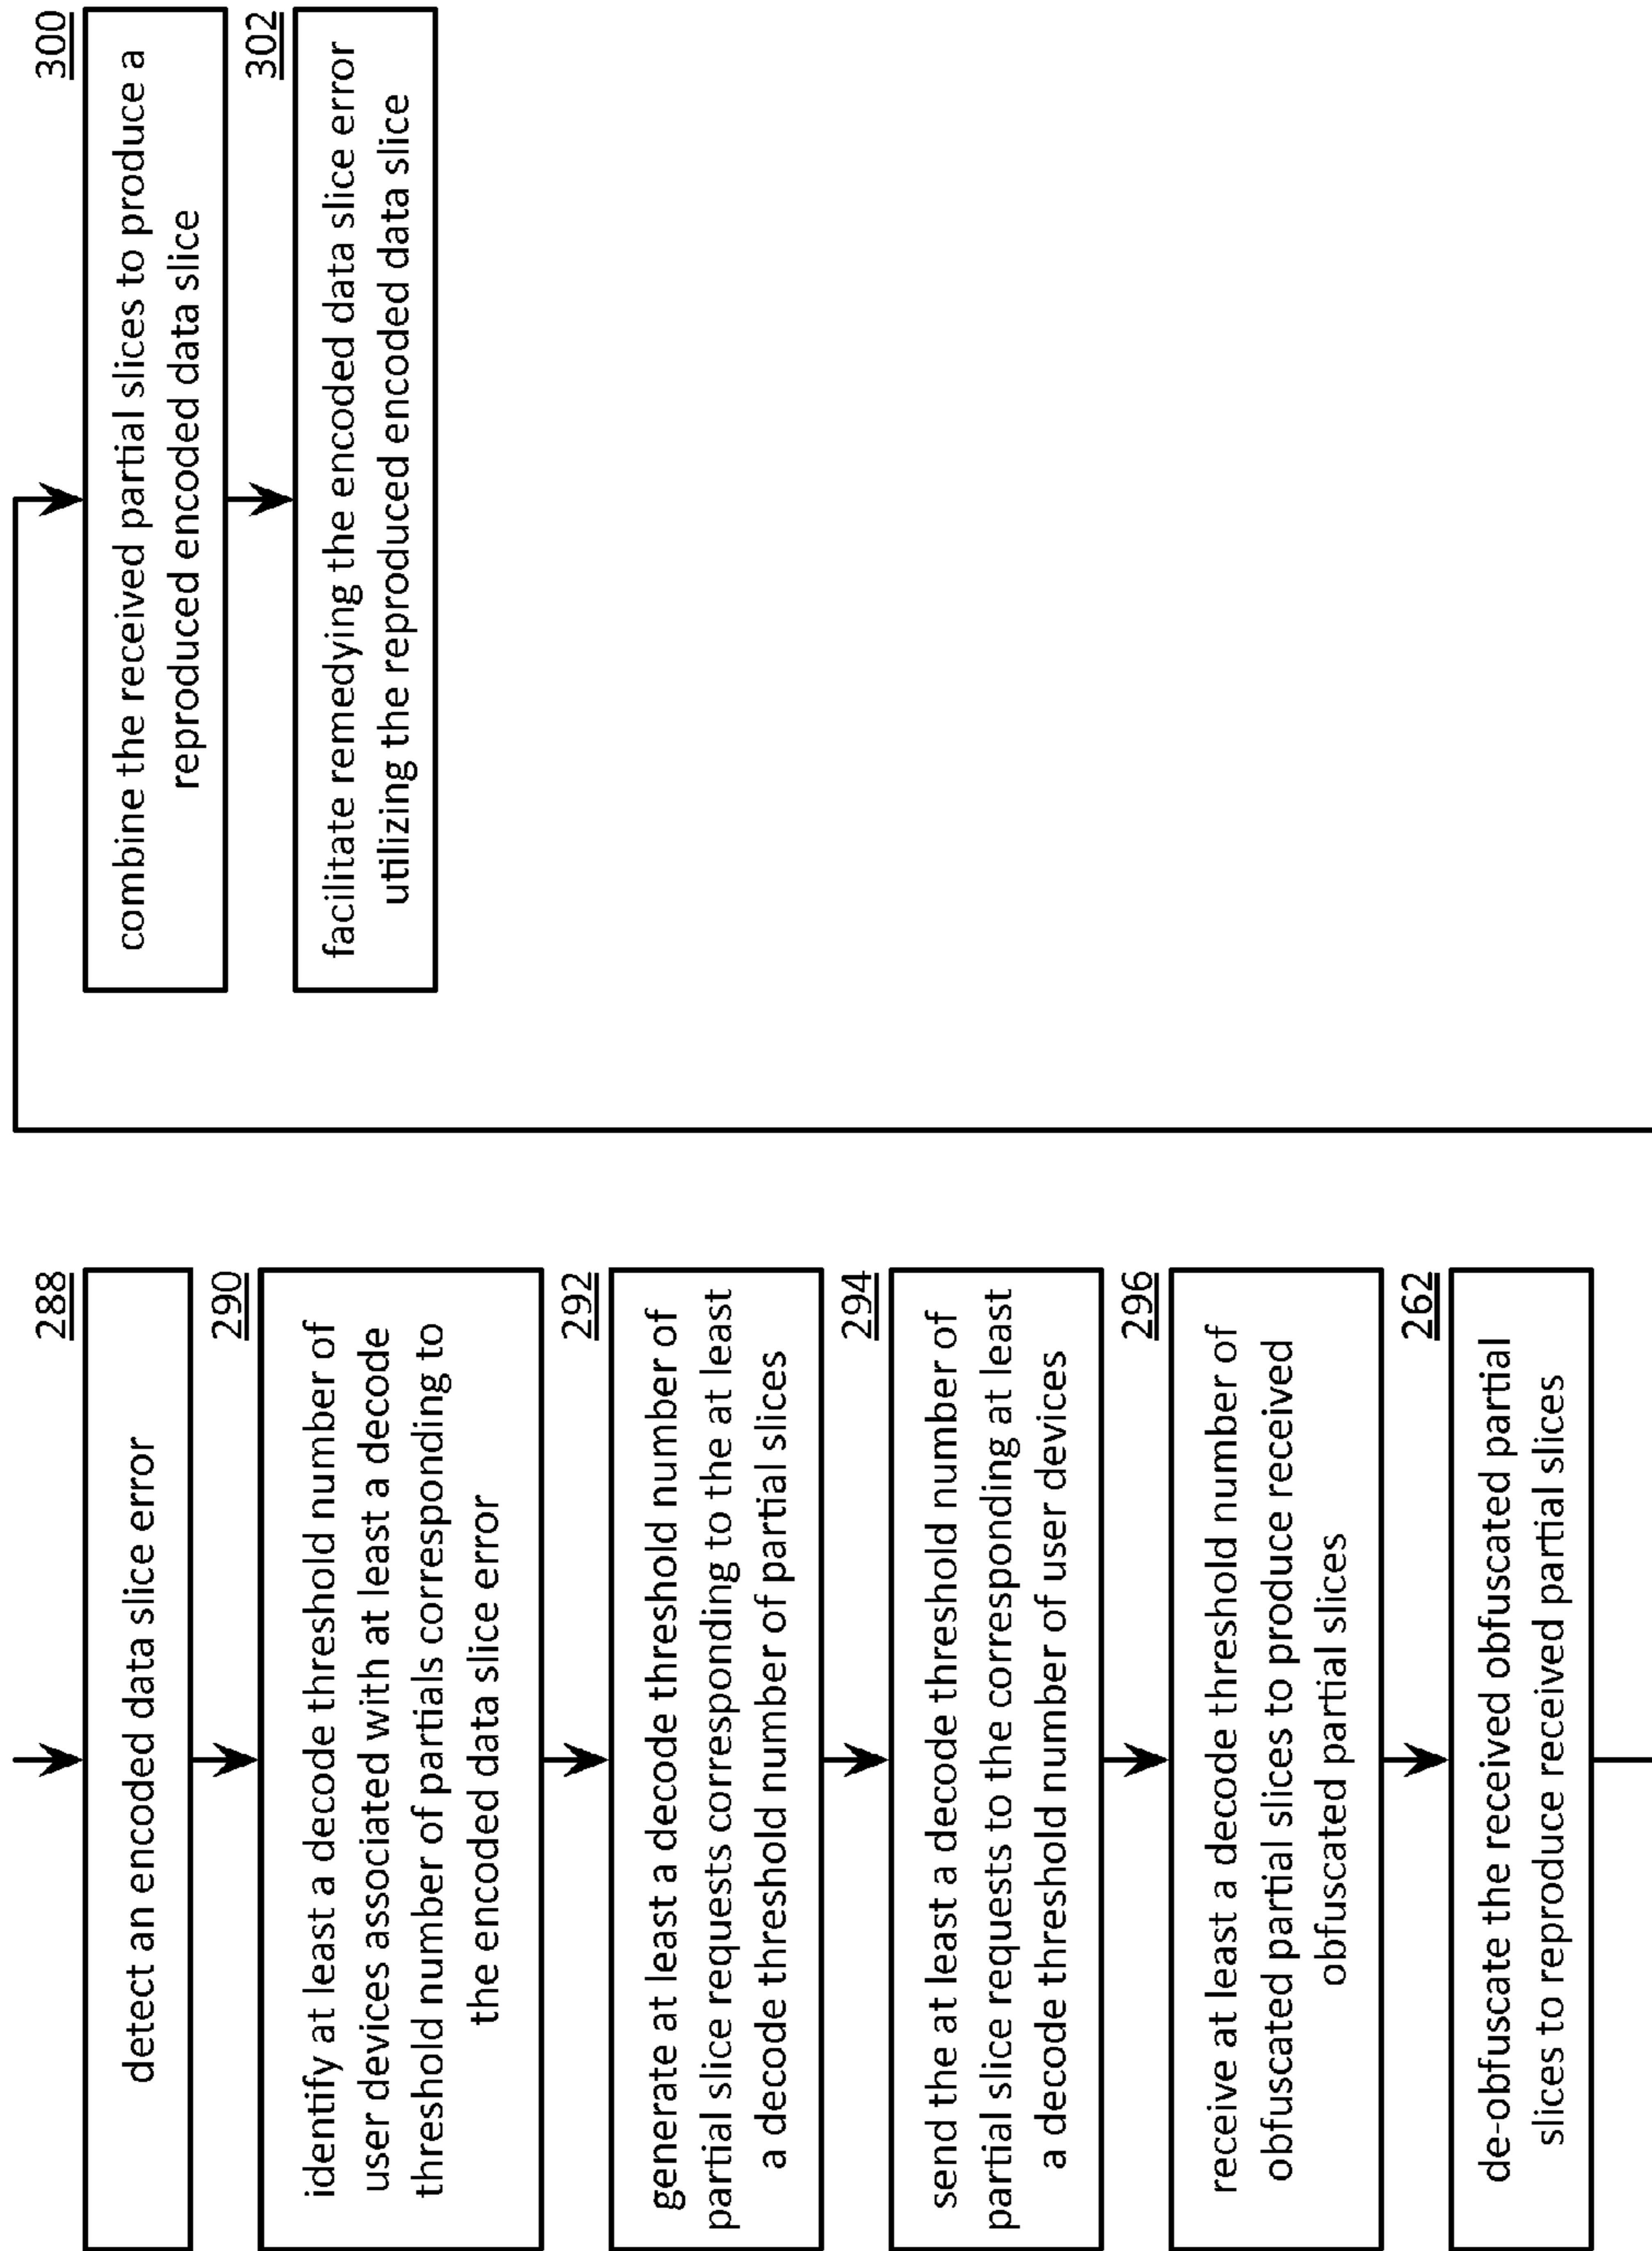 288
detect an encoded data slice error
290
identify at least a decode threshold number of
user devices associated with at least a decode
threshold number of partials corresponding to
the encoded data slice error
292
generate at least a decode threshold number of
partial slice requests corresponding to the at least
a decode threshold number of partial slices
294
send the at least a decode threshold number of
partial slice requests to the corresponding at least
a decode threshold number of user devices
296
receive at least a decode threshold number of
obfuscated partial slices to produce received
obfuscated partial slices
262
de-obfuscate the received obfuscated partial
slices to reproduce received partial slices
300
combine the received partial slices to produce a
reproduced encoded data slice
302
facilitate remedying the encoded data slice error
utilizing the reproduced encoded data slice